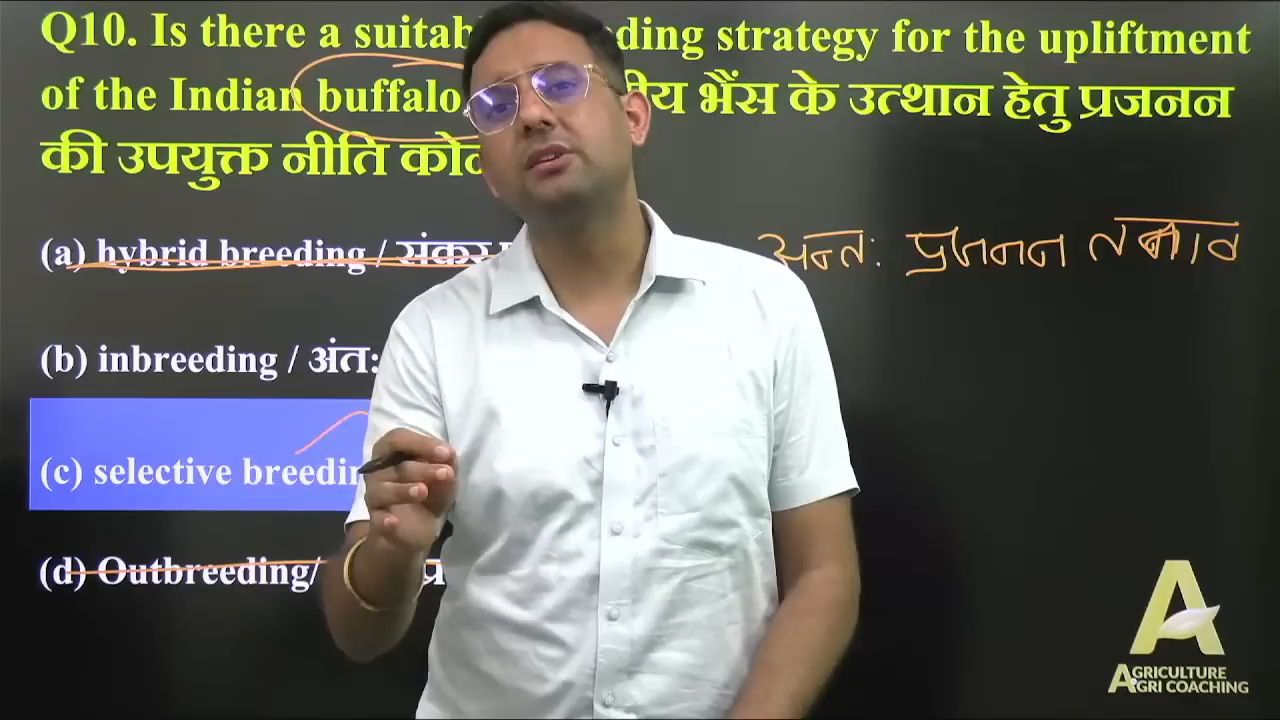 Q10. Is there a suitab ding strategy for the upliftment
of the Indian buffalo ीय भैंस के उत्थान हेतु प्रजनन
की उपयुक्त नीति कौन
(a) hybrid breeding / संकर
अन्तः प्रजनन
(b) inbreeding / अंत:
(c) selective breedin
(d) Outbreeding/ प्र
AGRICULTURE
AGRI COACHING